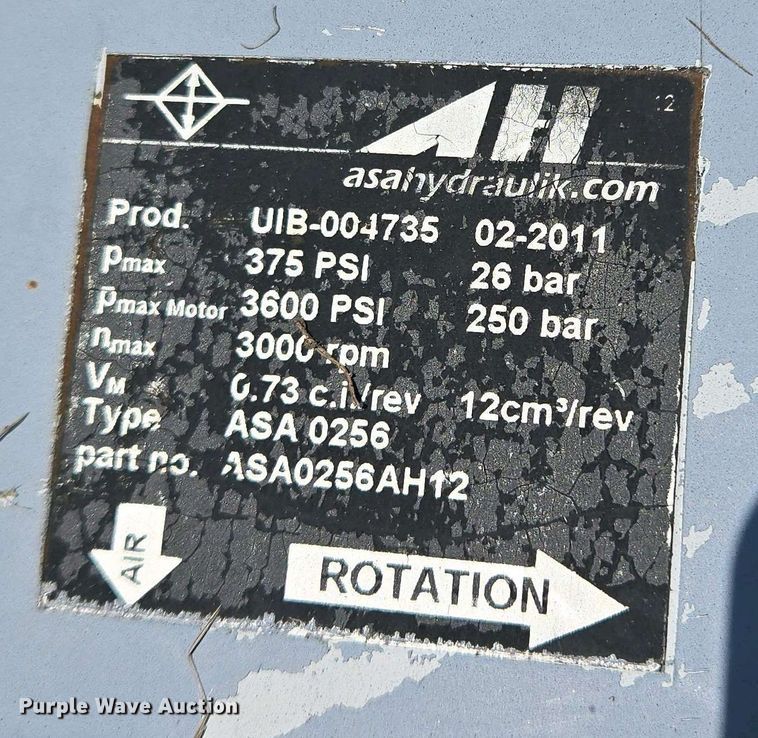 AH
12
asahydraulik.com
Prod. UIB-004735 02-2011
Pmax 375 PSI 26 bar
p̄max Motor 3600 PSI 250 bar
nmax 3000 rpm
VM 0.73 c.i./rev 12cm³/rev
Type ASA 0256
part no. ASA0256AH12
AIR
ROTATION
Purple Wave Auction